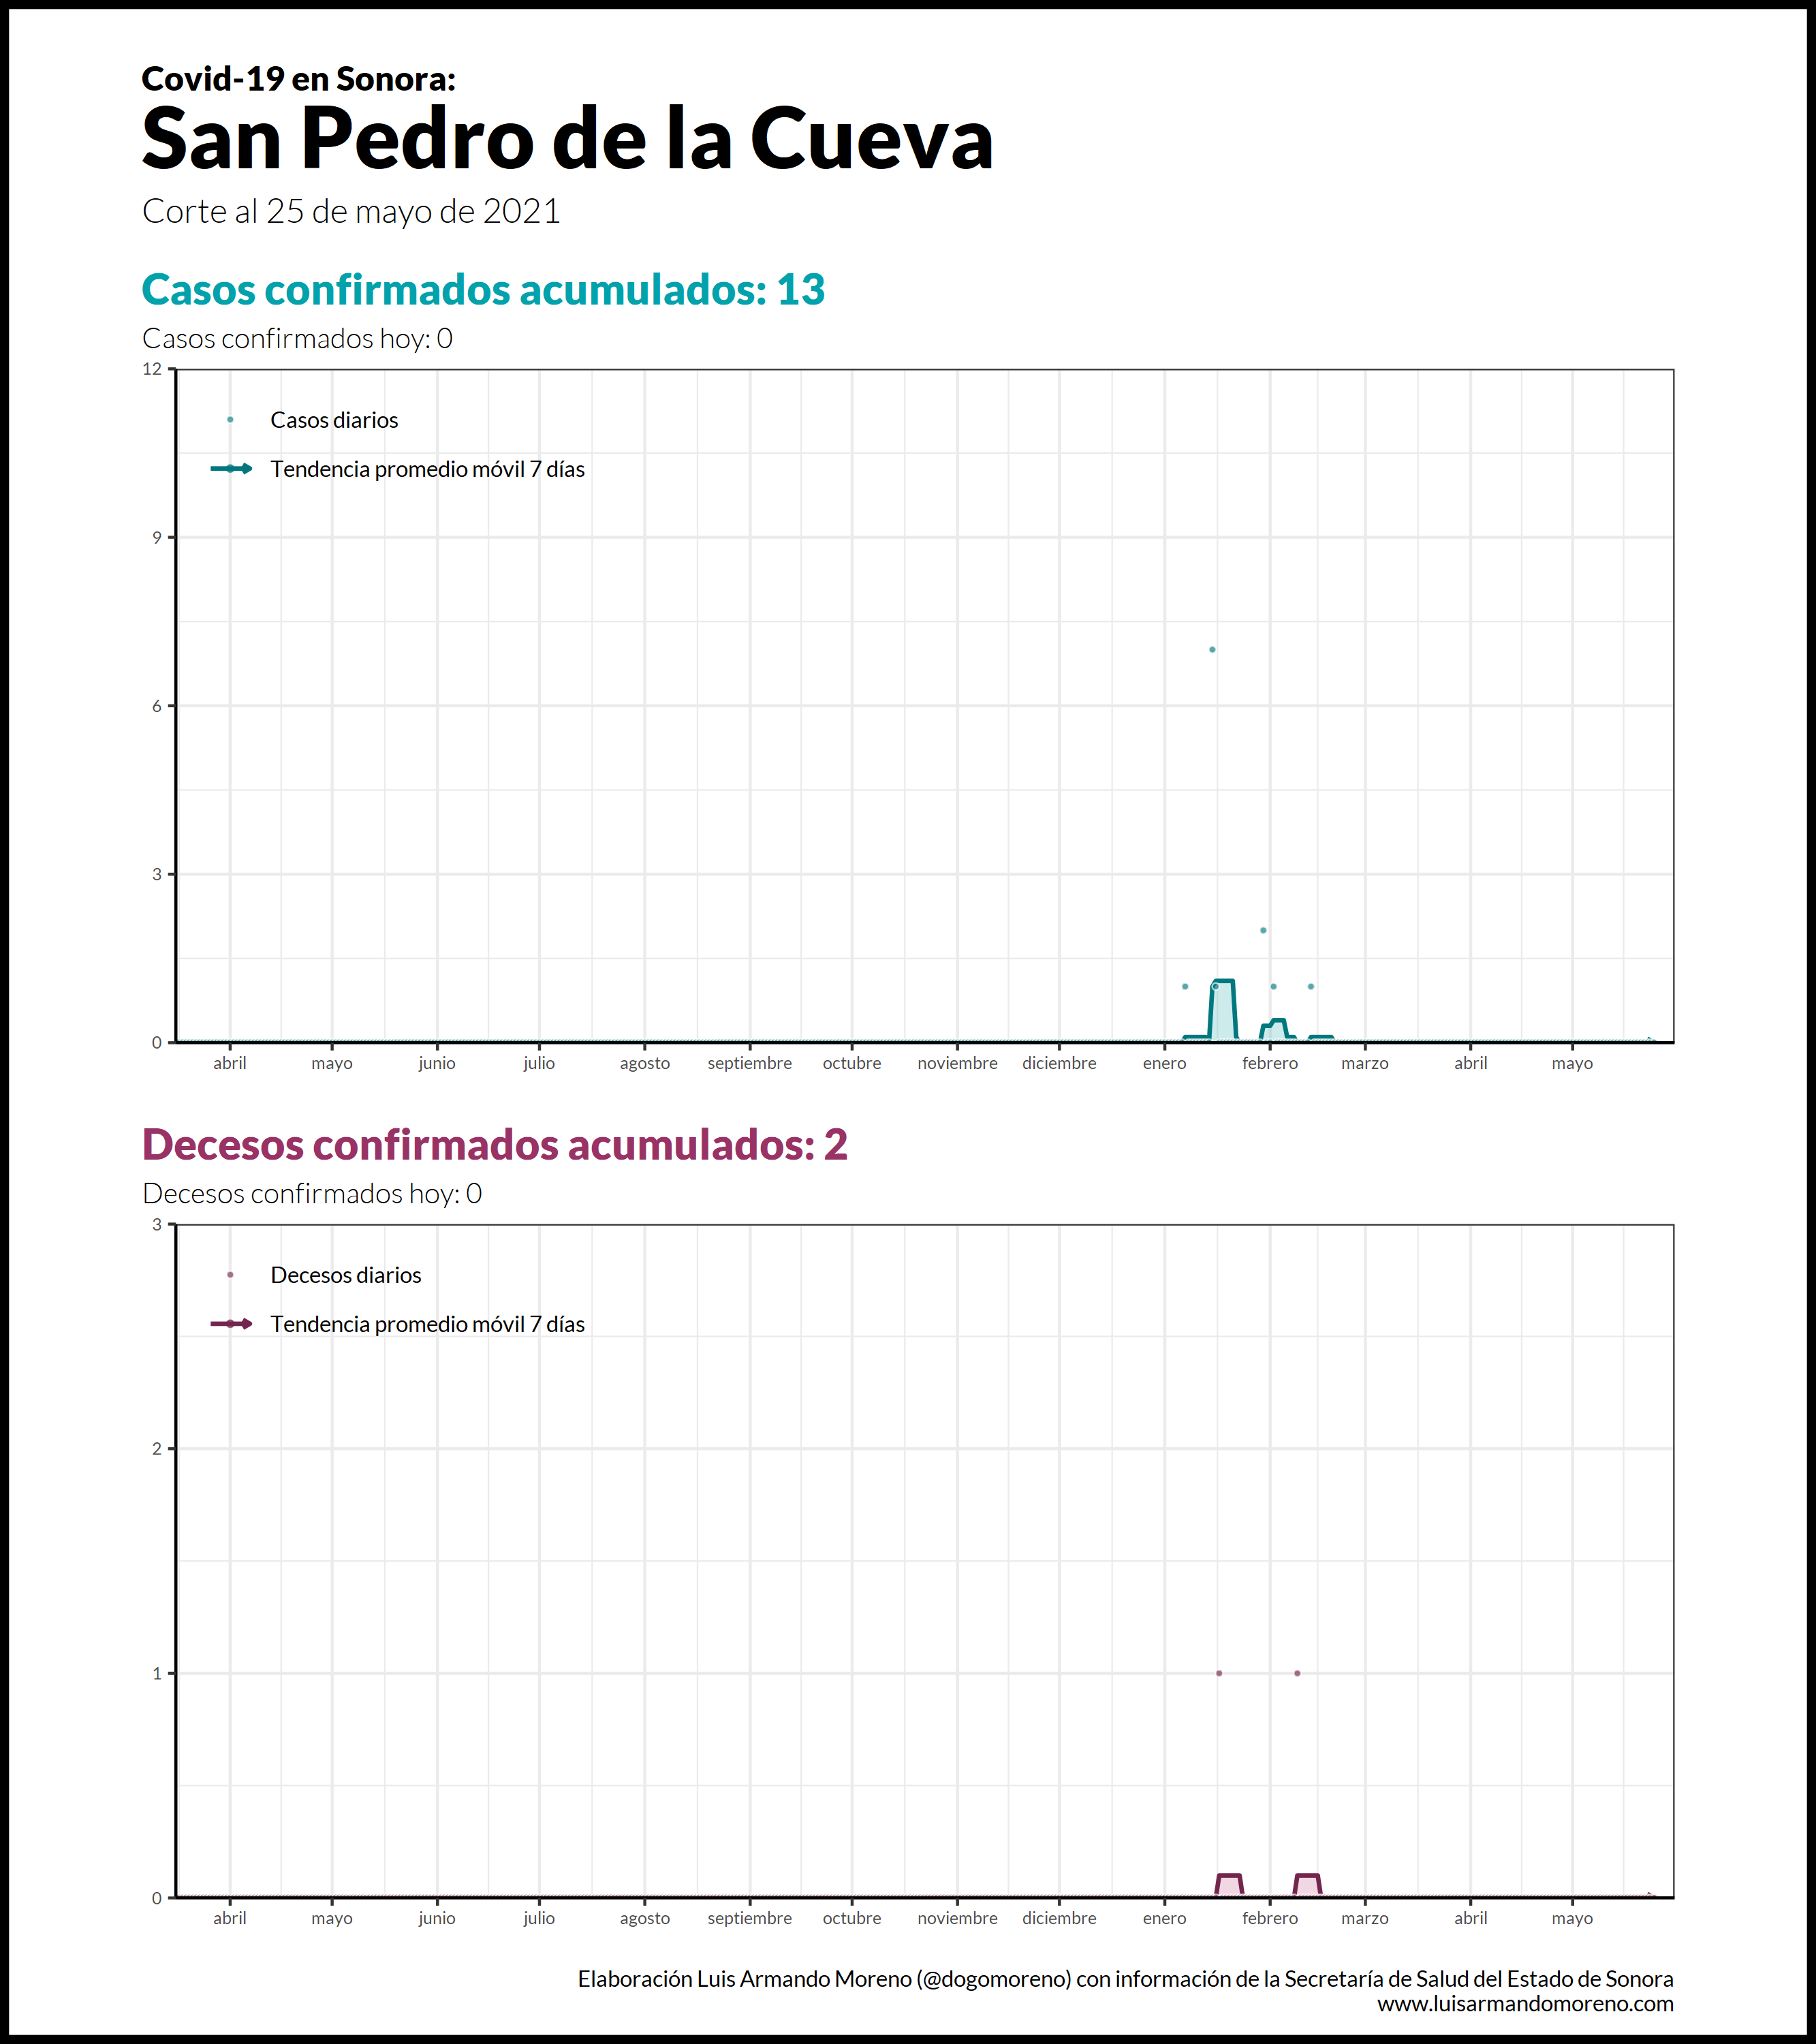 Covid-19 en Sonora:
San Pedro de la Cueva
Corte al 25 de mayo de 2021
Casos confirmados acumulados: 13
Casos confirmados hoy: 0
12
9
6
3
0
Casos diarios
Tendencia promedio móvil 7 días
abril mayo junio julio agosto septiembre octubre noviembre diciembre enero febrero marzo abril mayo
Decesos confirmados acumulados: 2
Decesos confirmados hoy: 0
3
2
1
0
Decesos diarios
Tendencia promedio móvil 7 días
abril mayo junio julio agosto septiembre octubre noviembre diciembre enero febrero marzo abril mayo
Elaboración Luis Armando Moreno (@dogomoreno) con información de la Secretaría de Salud del Estado de Sonora
www.luisarmandomoreno.com